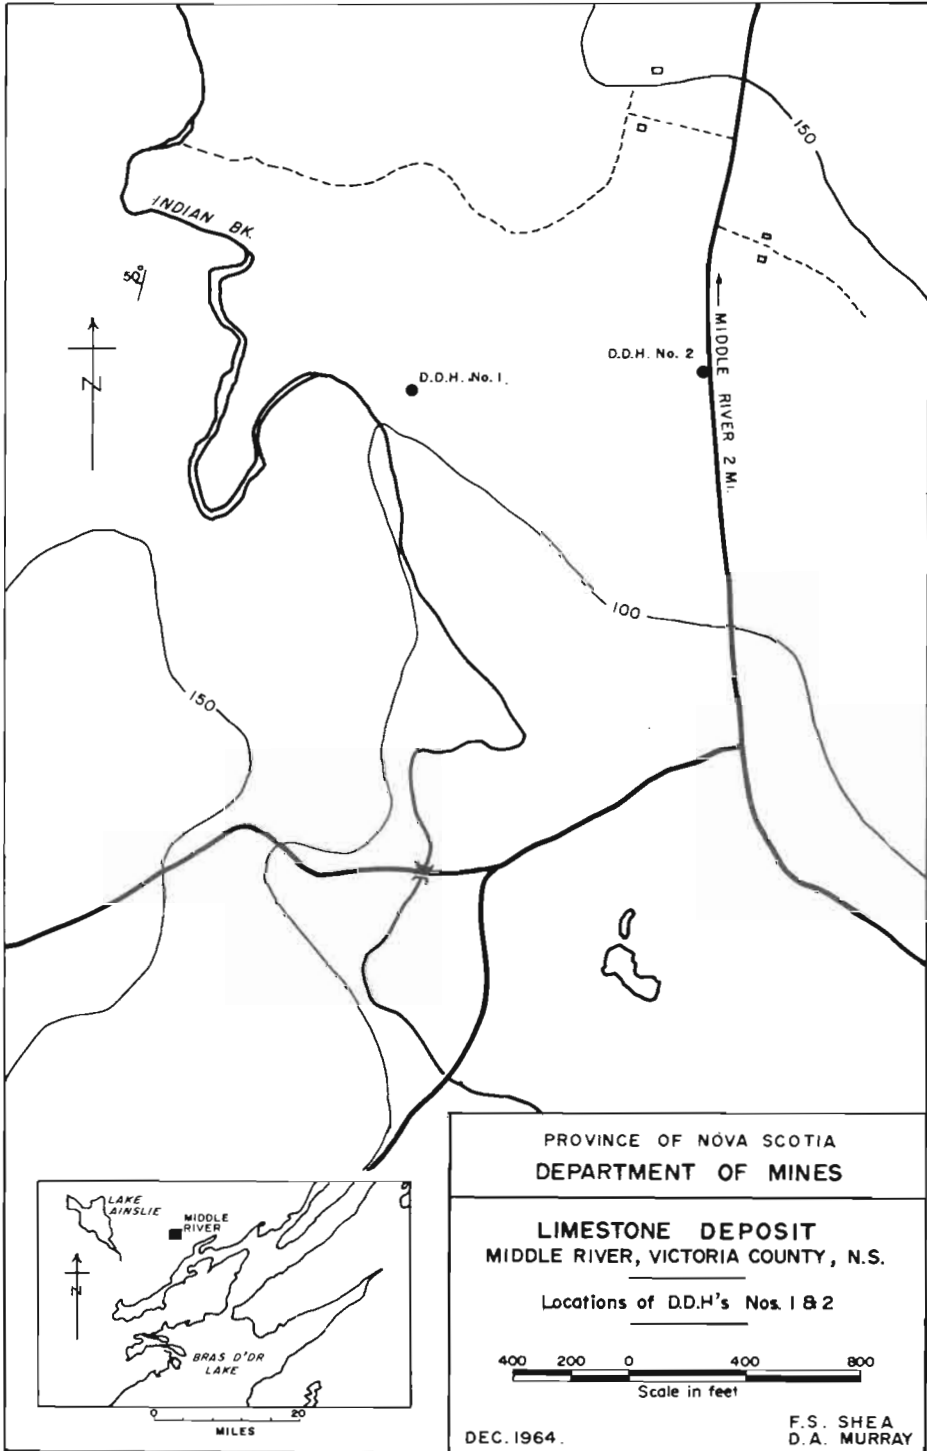 150
INDIAN BK.
50°
N
D.D.H. No. 1.
D.D.H. No. 2
MIDDLE RIVER 2 MI.
100
150
PROVINCE OF NOVA SCOTIA
DEPARTMENT OF MINES
LIMESTONE DEPOSIT
MIDDLE RIVER, VICTORIA COUNTY, N.S.
Locations of D.D.H's Nos. 1 & 2
400 200 0 400 800
Scale in feet
DEC. 1964.
F.S. SHEA
D.A. MURRAY
LAKE
AINSLIE
MIDDLE
RIVER
N
BRAS D'DR
LAKE
0 20
MILES